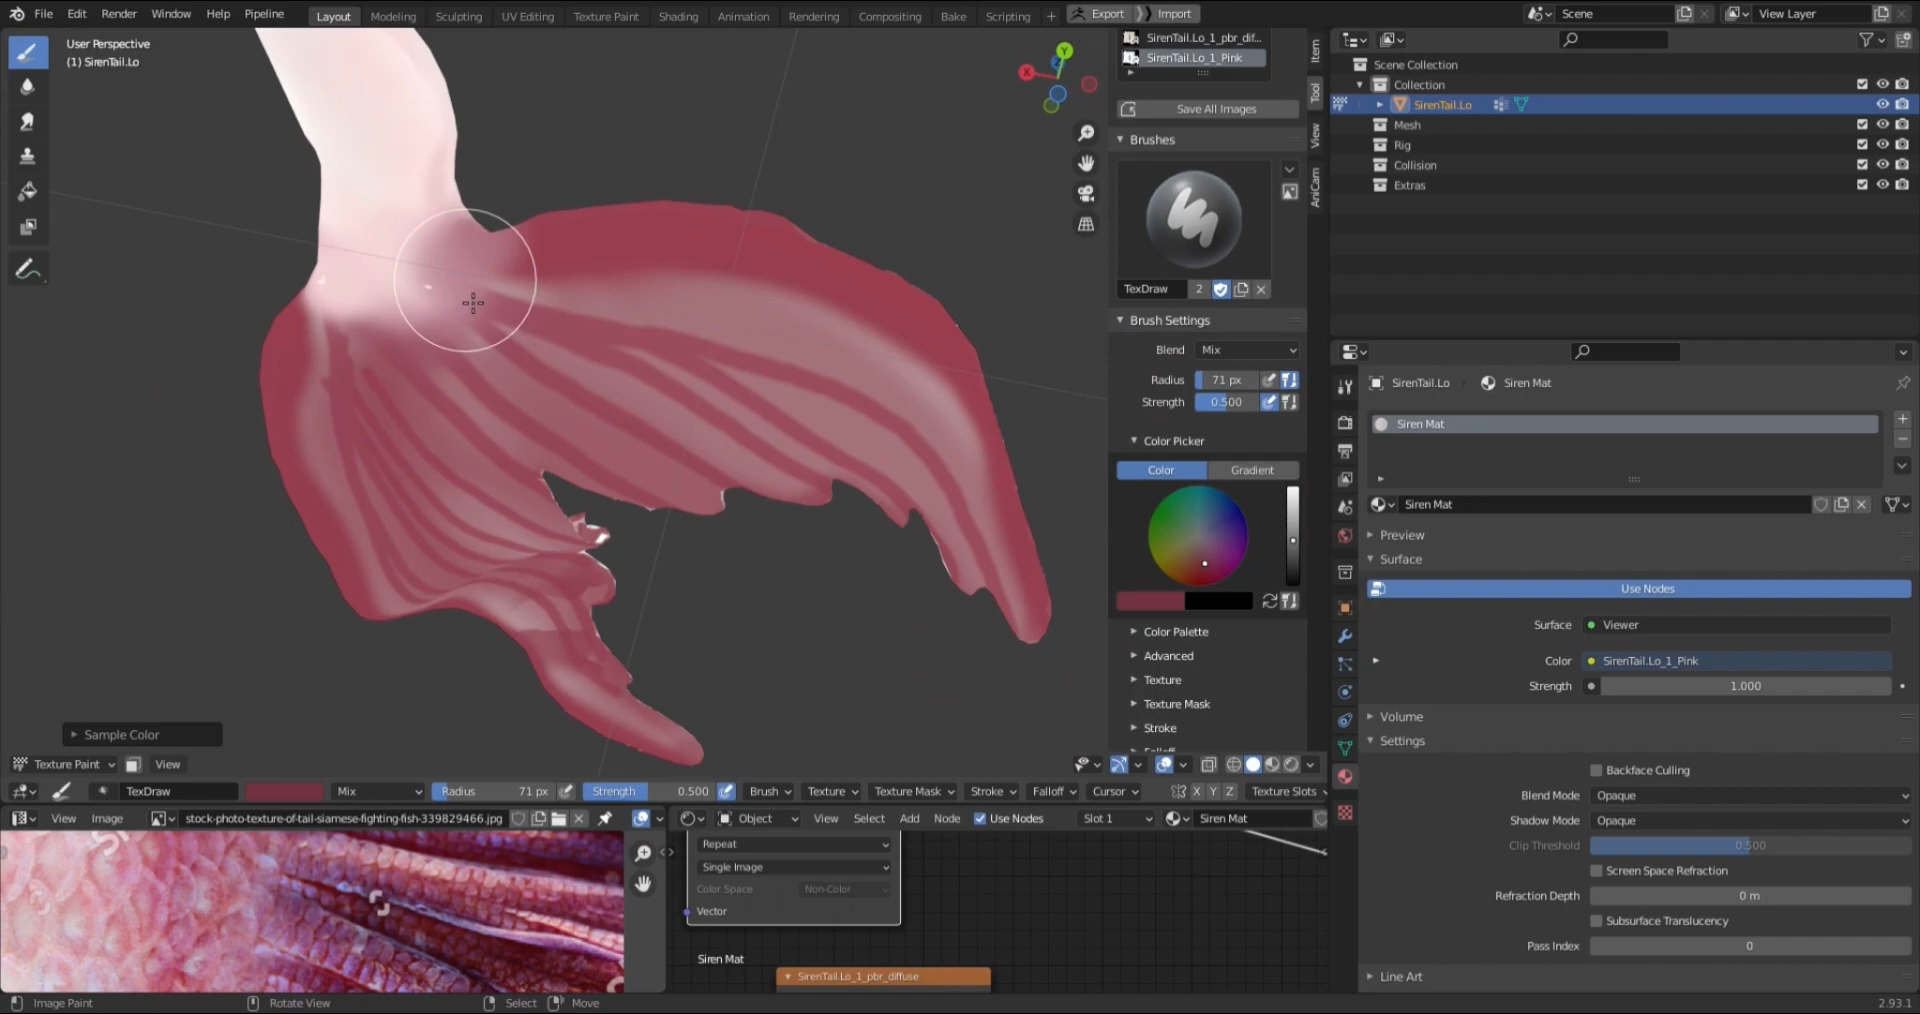 File Edit Render Window Help Pipeline Layout Modeling Sculpting UV Editing Texture Paint Shading Animation Rendering Compositing Bake Scripting + Export Import Scene View Layer
User Perspective
(1) SirenTail.Lo
Y
X
SirenTail.Lo_1_pbr_dif...
SirenTail.Lo_1_Pink
Save All Images
Brushes
TexDraw 2
Brush Settings
Blend Mix
Radius 71 px
Strength 0.500
Color Picker
Color Gradient
Color Palette
Advanced
Texture
Texture Mask
Stroke
Item
Tool
View
AniCam
Scene Collection
Collection
SirenTail.Lo
Mesh
Rig
Collision
Extras
SirenTail.Lo Siren Mat
Siren Mat
Siren Mat
Preview
Surface
Use Nodes
Surface Viewer
Color SirenTail.Lo_1_Pink
Strength 1.000
Volume
Settings
Backface Culling
Blend Mode Opaque
Shadow Mode Opaque
Clip Threshold 0.500
Screen Space Refraction
Refraction Depth 0 m
Subsurface Translucency
Pass Index 0
Line Art
Sample Color
Texture Paint View
TexDraw Mix Radius 71 px Strength 0.500 Brush Texture Texture Mask Stroke Falloff Cursor X Y Z Texture Slots
View Image stock-photo-texture-of-tail-siamese-fighting-fish-339829466.jpg
Object View Select Add Node Use Nodes Slot 1 Siren Mat
Repeat
Single Image
Color Space Non-Color
Vector
Siren Mat
SirenTail.Lo_1_pbr_diffuse
Image Paint Rotate View Select Move 2.93.1